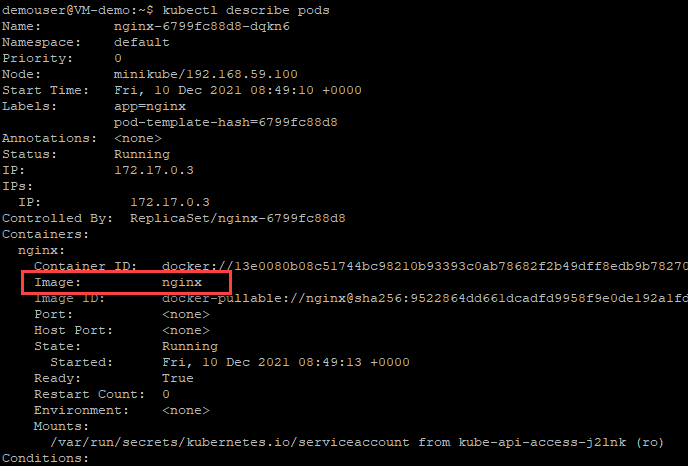 demouser@VM-demo:~$ kubectl describe pods
Name:         nginx-6799fc88d8-dqkn6
Namespace:    default
Priority:     0
Node:         minikube/192.168.59.100
Start Time:   Fri, 10 Dec 2021 08:49:10 +0000
Labels:       app=nginx
              pod-template-hash=6799fc88d8
Annotations:  <none>
Status:       Running
IP:           172.17.0.3
IPs:
  IP:           172.17.0.3
Controlled By:  ReplicaSet/nginx-6799fc88d8
Containers:
  nginx:
    Container ID:   docker://13e0080b08c51744bc98210b93393c0ab78682f2b49dff8edb9b78270
    Image:          nginx
    Image ID:       docker-pullable://nginx@sha256:9522864dd661dcadfd9958f9e0de192a1fd
    Port:           <none>
    Host Port:      <none>
    State:          Running
      Started:      Fri, 10 Dec 2021 08:49:13 +0000
    Ready:          True
    Restart Count:  0
    Environment:    <none>
    Mounts:
      /var/run/secrets/kubernetes.io/serviceaccount from kube-api-access-j2lnk (ro)
Conditions: